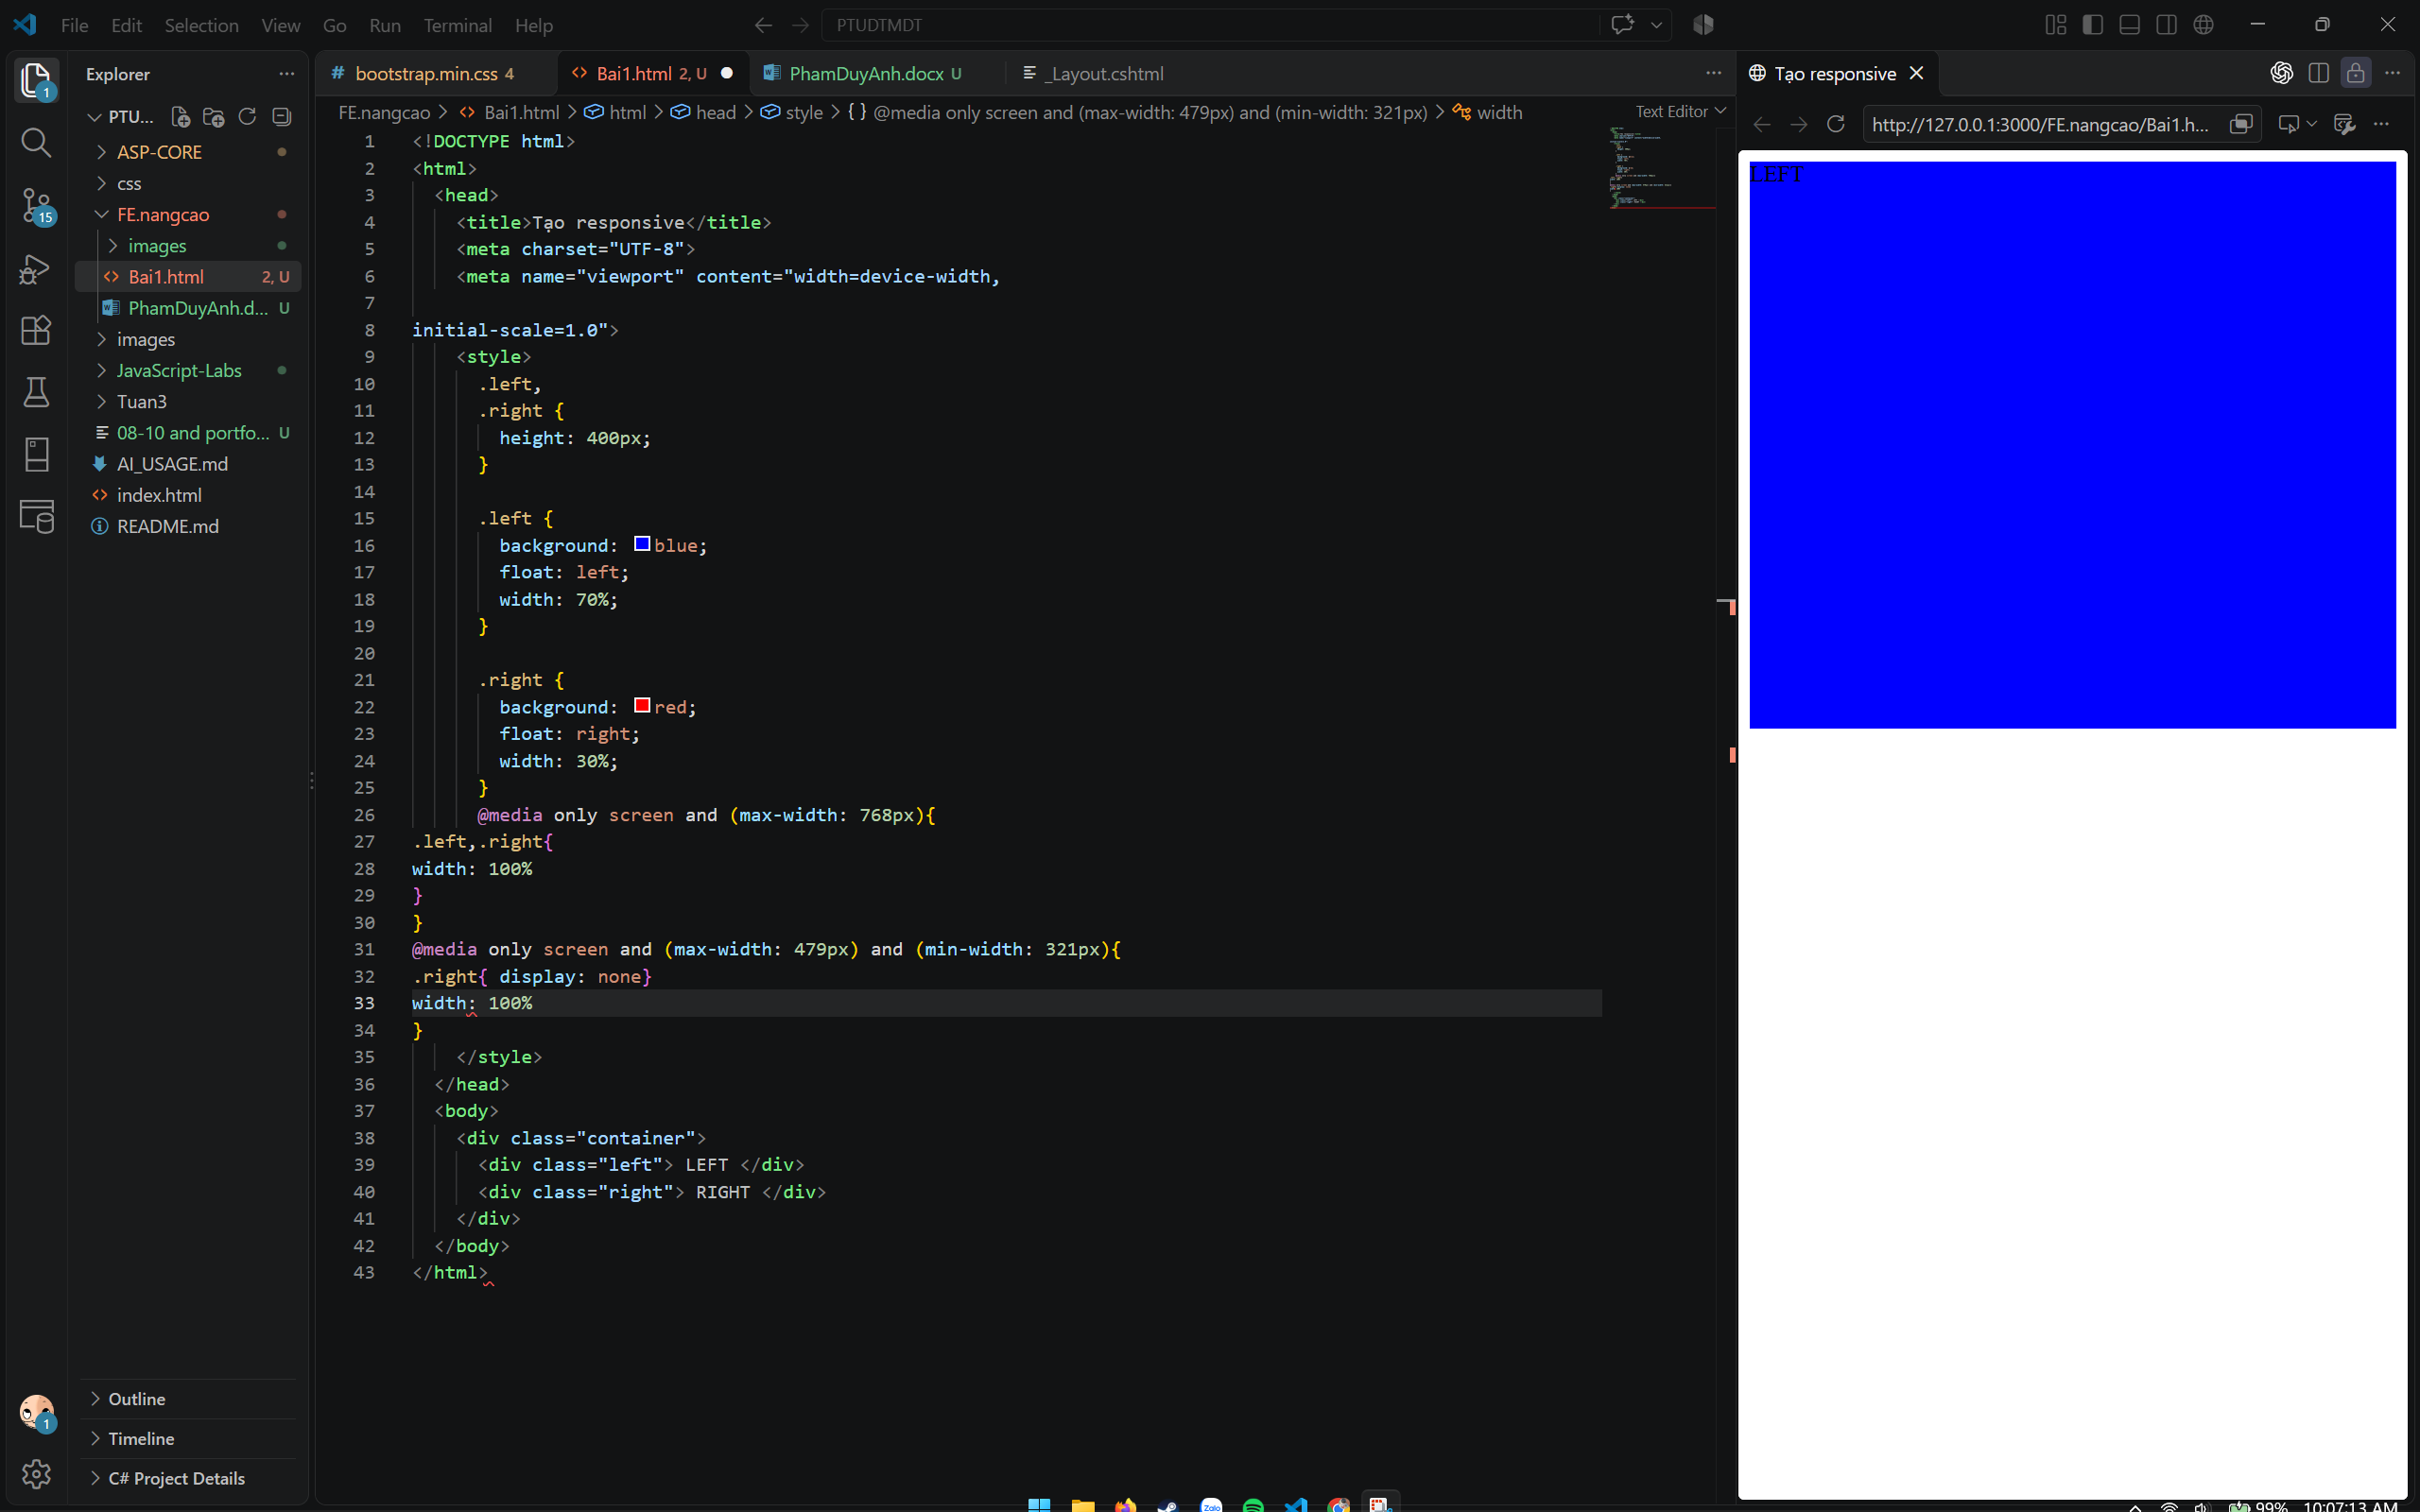 File Edit Selection View Go Run Terminal Help
PTUDTMDT
Explorer
PTU...
ASP-CORE
css
FE.nangcao
images
Bai1.html 2, U
PhamDuyAnh.d... U
images
JavaScript-Labs
Tuan3
08-10 and portfo... U
AI_USAGE.md
index.html
README.md
Outline
Timeline
C# Project Details
1
15
1
bootstrap.min.css 4
Bai1.html 2, U
PhamDuyAnh.docx U
_Layout.cshtml
FE.nangcao > Bai1.html > html > head > style > { } @media only screen and (max-width: 479px) and (min-width: 321px) > width
Text Editor
1 <!DOCTYPE html>
2 <html>
3 <head>
4 <title>Tạo responsive</title>
5 <meta charset="UTF-8">
6 <meta name="viewport" content="width=device-width,
7
8 initial-scale=1.0">
9 <style>
10 .left,
11 .right {
12 height: 400px;
13 }
14
15 .left {
16 background: blue;
17 float: left;
18 width: 70%;
19 }
20
21 .right {
22 background: red;
23 float: right;
24 width: 30%;
25 }
26 @media only screen and (max-width: 768px){
27 .left,.right{
28 width: 100%
29 }
30 }
31 @media only screen and (max-width: 479px) and (min-width: 321px){
32 .right{ display: none}
33 width: 100%
34 }
35 </style>
36 </head>
37 <body>
38 <div class="container">
39 <div class="left"> LEFT </div>
40 <div class="right"> RIGHT </div>
41 </div>
42 </body>
43 </html>
Tạo responsive
http://127.0.0.1:3000/FE.nangcao/Bai1.h...
LEFT
Zalo
99% 10:07:13 AM